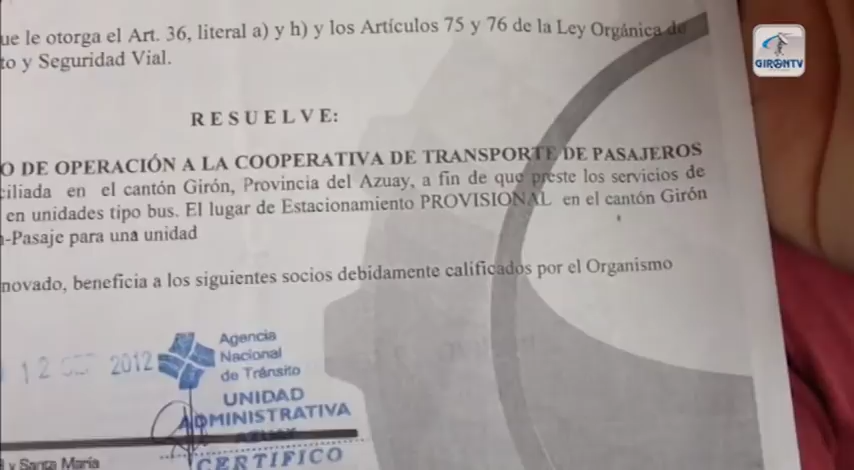 ue le otorga el Art. 36, literal a) y h) y los Artículos 75 y 76 de la Ley Orgánica de
to y Seguridad Vial.
GIRONTV
RESUELVE:
O DE OPERACIÓN A LA COOPERATIVA DE TRANSPORTE DE PASAJEROS
ciliada en el cantón Girón, Provincia del Azuay, a fin de que preste los servicios de
en unidades tipo bus. El lugar de Estacionamiento PROVISIONAL en el cantón Girón
-Pasaje para una unidad
novado, beneficia a los siguientes socios debidamente calificados por el Organismo
12 2012
Agencia
Nacional
de Tránsito
UNIDAD
ADMINISTRATIVA
AZUAY
CERTIFICO
y Santa María